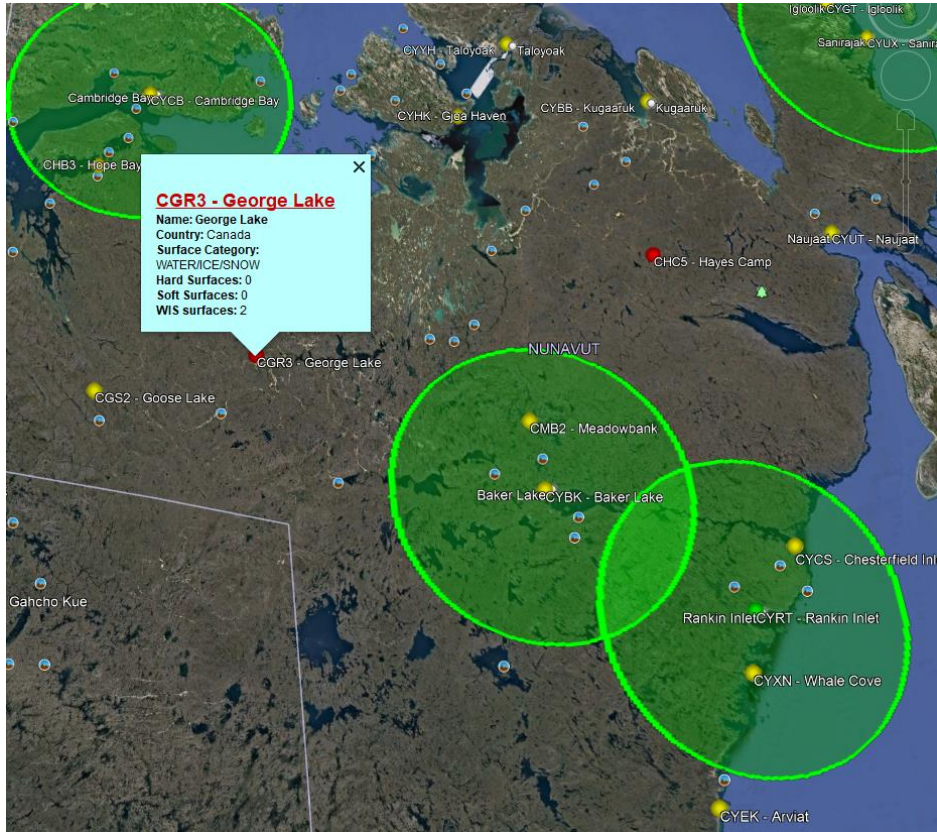 Igloolik CYGT - Igloolik
CYYH - Taloyoak Taloyoak
Sanirajak CYUX - Sanira
Cambridge Bay CYCB - Cambridge Bay
CYHK - Gjoa Haven
CYBB - Kugaaruk Kugaaruk
CHB3 - Hope Bay
×
CGR3 - George Lake
Name: George Lake
Country: Canada
Surface Category:
WATER/ICE/SNOW
Hard Surfaces: 0
Soft Surfaces: 0
WIS surfaces: 2
Naujaat CYUT - Naujaat
CHC5 - Hayes Camp
NUNAVUT
CGR3 - George Lake
CGS2 - Goose Lake
CMB2 - Meadowbank
Baker Lake CYBK - Baker Lake
CYCS - Chesterfield Inl
Gahcho Kue
Rankin Inlet CYRT - Rankin Inlet
CYXN - Whale Cove
CYEK - Arviat